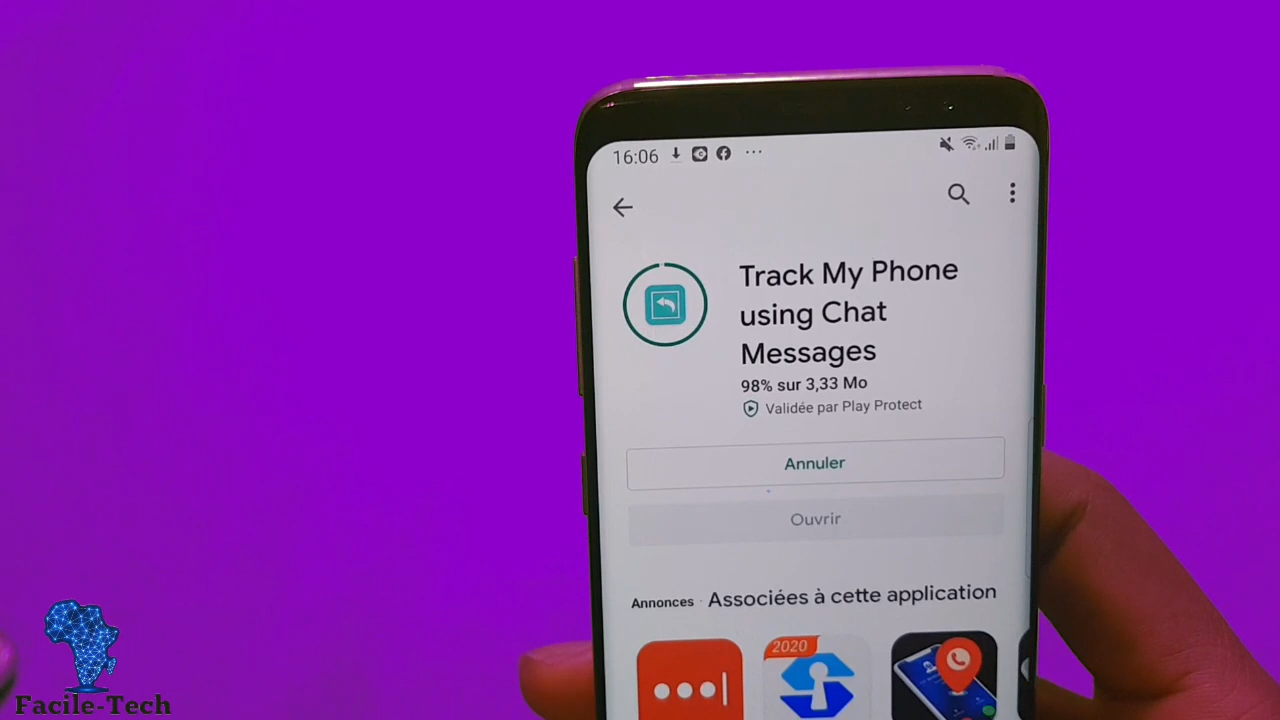 16:06
Track My Phone
using Chat
Messages
98% sur 3,33 Mo
Validée par Play Protect
Annuler
Ouvrir
Annonces · Associées à cette application
2020
Facile-Tech